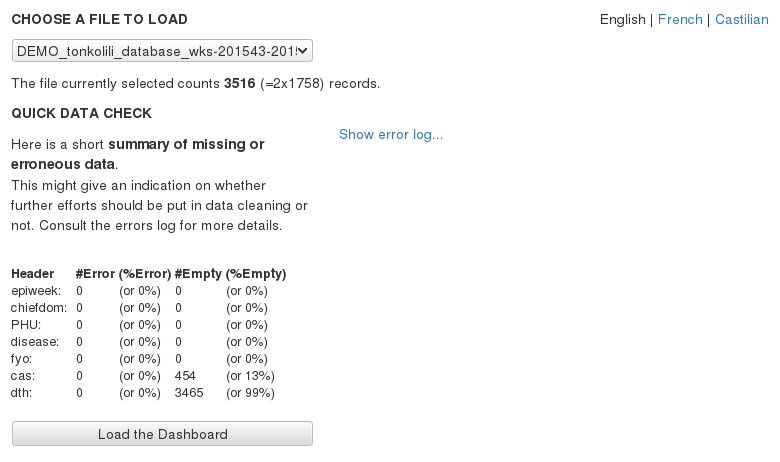 CHOOSE A FILE TO LOAD
English | French | Castilian
DEMO_tonkolili_database_wks-201543-201
The file currently selected counts 3516 (=2x1758) records.
QUICK DATA CHECK
Show error log...
Here is a short summary of missing or
erroneous data.
This might give an indication on whether
further efforts should be put in data cleaning or
not. Consult the errors log for more details.
Header #Error (%Error) #Empty (%Empty)
epiweek: 0 (or 0%) 0 (or 0%)
chiefdom: 0 (or 0%) 0 (or 0%)
PHU: 0 (or 0%) 0 (or 0%)
disease: 0 (or 0%) 0 (or 0%)
fyo: 0 (or 0%) 0 (or 0%)
cas: 0 (or 0%) 454 (or 13%)
dth: 0 (or 0%) 3465 (or 99%)
Load the Dashboard